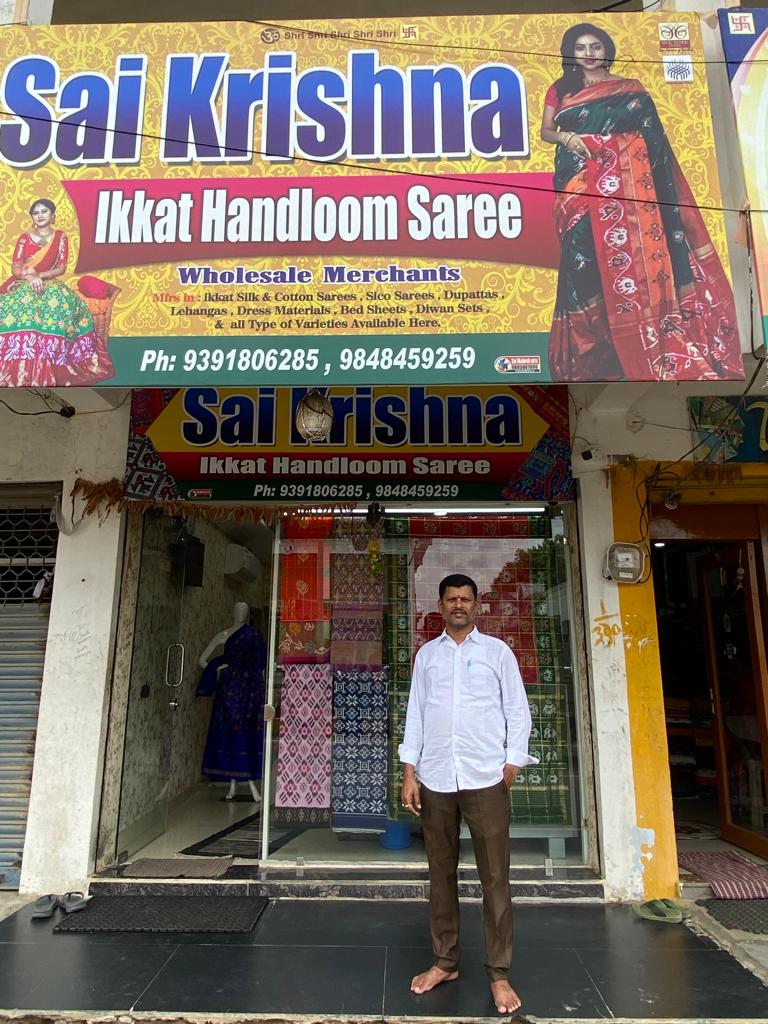 ॐ Shri Shri Shri Shri Shri 卐
Sai Krishna
Ikkat Handloom Saree
Wholesale Merchants
Mfrs in : ikkat Silk & Cotton Sarees , Sico Sarees , Dupattas ,
Lehangas , Dress Materials , Bed Sheets , Diwan Sets ,
& all Type of Varieties Available Here.
Ph: 9391806285 , 9848459259
Sai Krishna
Ikkat Handloom Saree
Ph: 9391806285 , 9848459259